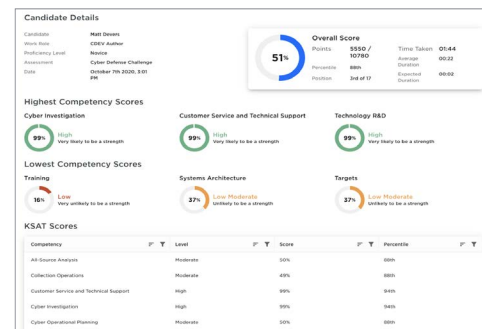 Candidate Details
Candidate Matt Devers
Work Role CDEV Author
Proficiency Level Novice
Assessment Cyber Defense Challenge
Date October 7th 2020, 3:01 PM
51%
Overall Score
Points 5550 / 10780
Percentile 88th
Position 3rd of 17
Time Taken 01:44
Average Duration 00:22
Expected Duration 00:02
Highest Competency Scores
Cyber Investigation
99% High
Very likely to be a strength
Customer Service and Technical Support
99% High
Very likely to be a strength
Technology R&D
99% High
Very likely to be a strength
Lowest Competency Scores
Training
16% Low
Very unlikely to be a strength
Systems Architecture
37% Low Moderate
Unlikely to be a strength
Targets
37% Low Moderate
Unlikely to be a strength
KSAT Scores
Competency Level Score Percentile
All-Source Analysis Moderate 50% 88th
Collection Operations Moderate 49% 88th
Customer Service and Technical Support High 99% 94th
Cyber Investigation High 99% 94th
Cyber Operational Planning Moderate 50% 88th